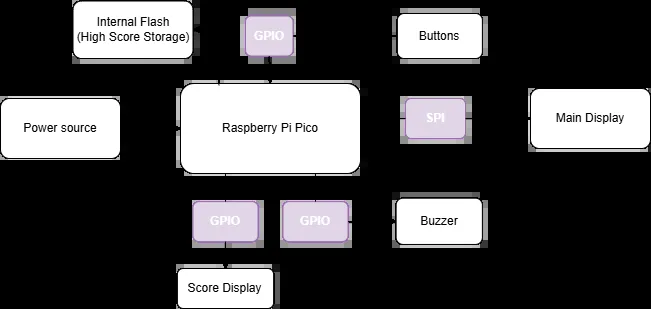 Internal Flash
(High Score Storage)
GPIO
Buttons
Power source
Raspberry Pi Pico
SPI
Main Display
GPIO
GPIO
Buzzer
Score Display